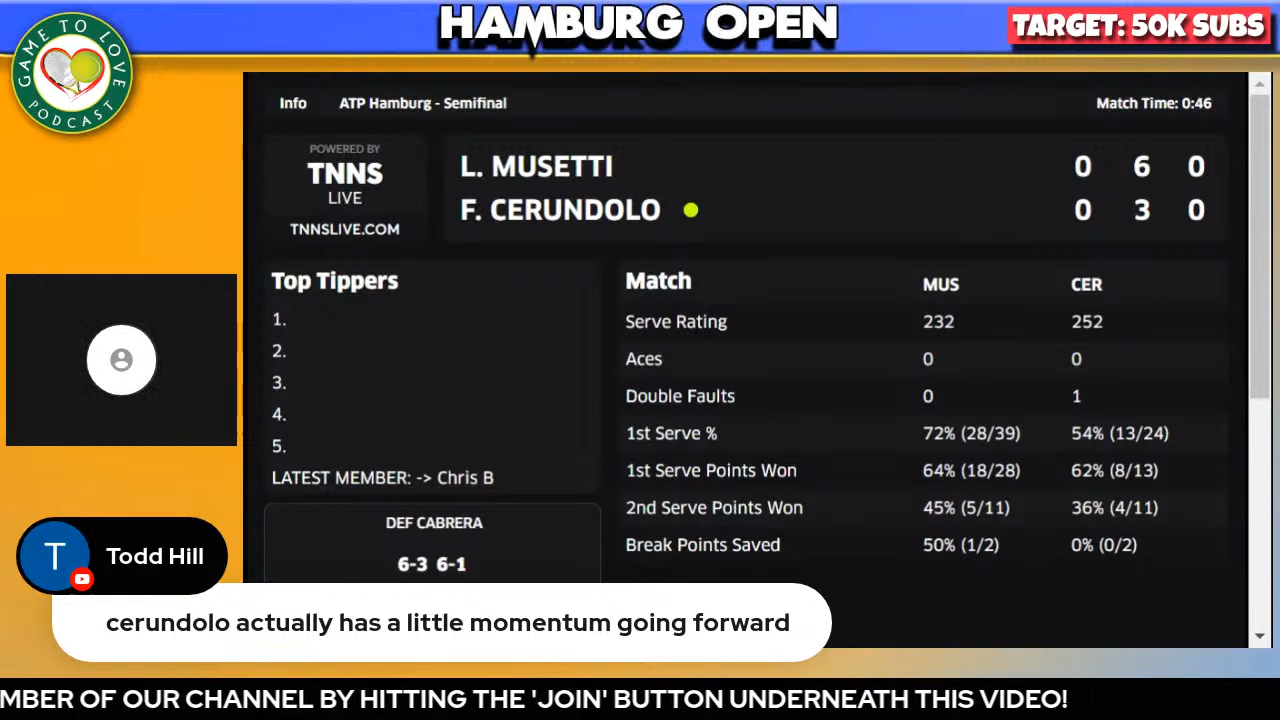 HAMBURG OPEN
TARGET: 50K SUBS
GAME TO LOVE
PODCAST
Info ATP Hamburg - Semifinal Match Time: 0:46
POWERED BY
TNNS
LIVE
TNNSLIVE.COM
L. MUSETTI 0 6 0
F. CERUNDOLO 0 3 0
Top Tippers
1.
2.
3.
4.
5.
LATEST MEMBER: -> Chris B
DEF CABRERA
6-3 6-1
Match MUS CER
Serve Rating 232 252
Aces 0 0
Double Faults 0 1
1st Serve % 72% (28/39) 54% (13/24)
1st Serve Points Won 64% (18/28) 62% (8/13)
2nd Serve Points Won 45% (5/11) 36% (4/11)
Break Points Saved 50% (1/2) 0% (0/2)
T Todd Hill
cerundolo actually has a little momentum going forward
MBER OF OUR CHANNEL BY HITTING THE 'JOIN' BUTTON UNDERNEATH THIS VIDEO!